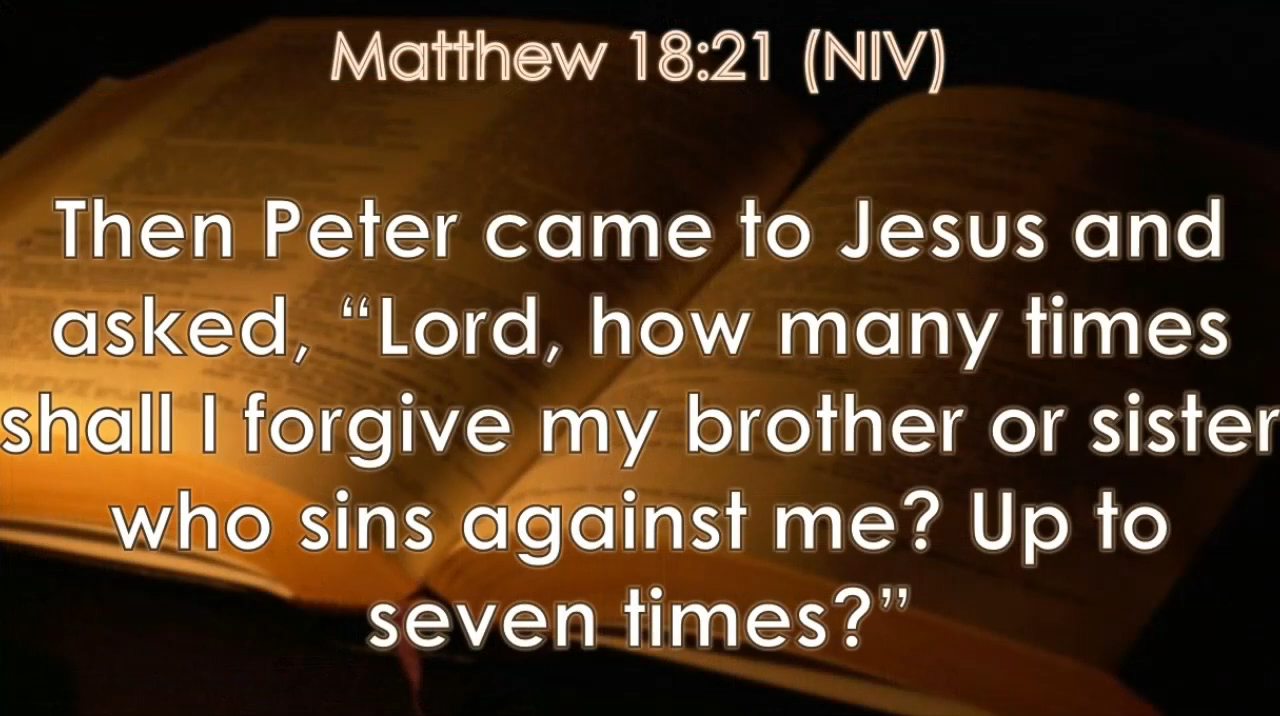 Matthew 18:21 (NIV)
Then Peter came to Jesus and
asked, “Lord, how many times
shall I forgive my brother or sister
who sins against me? Up to
seven times?”